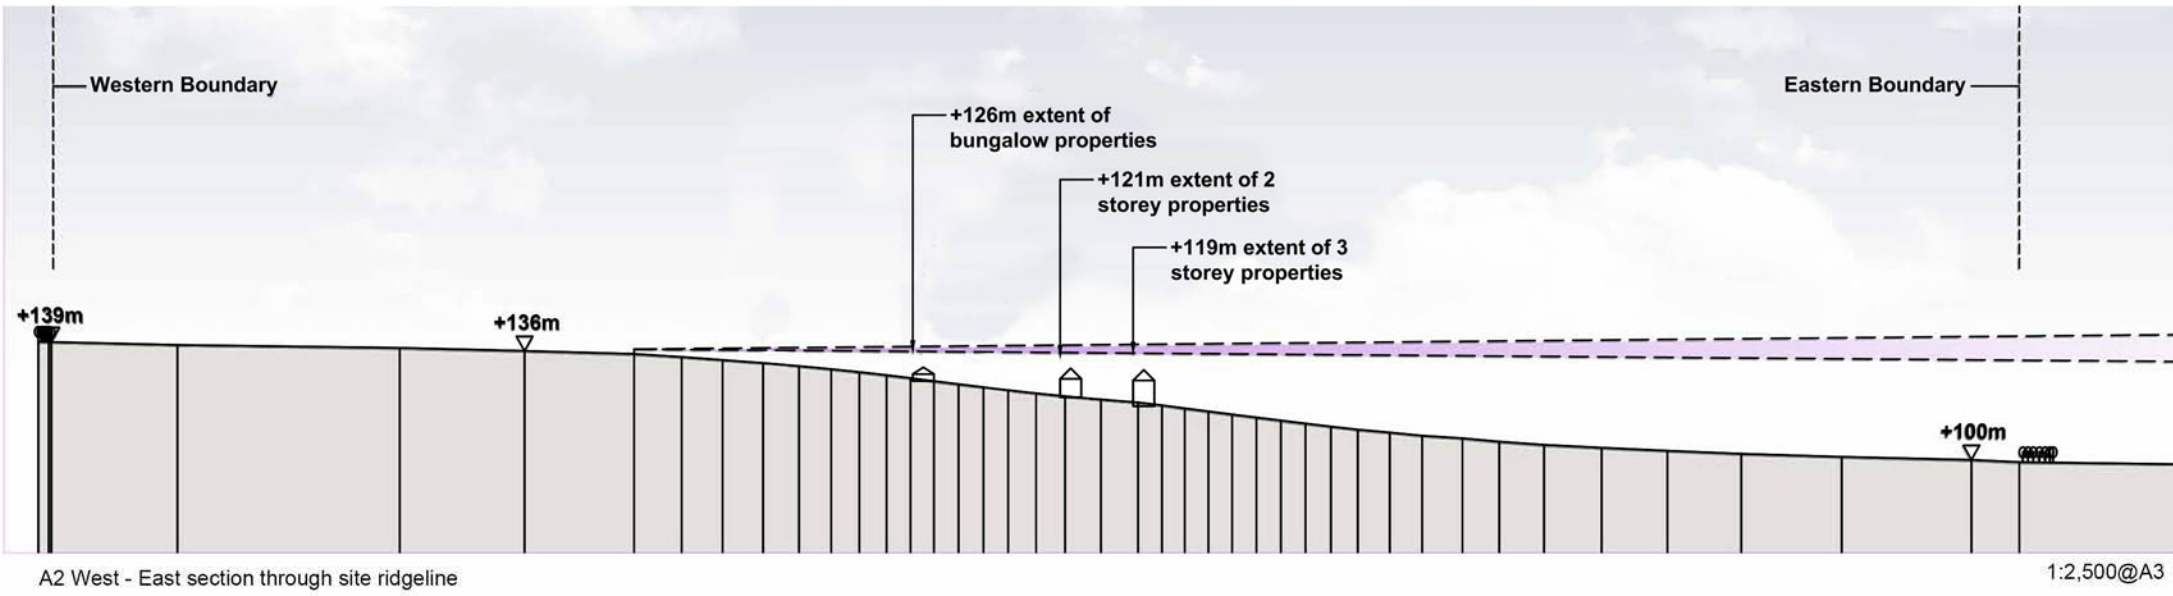 Western Boundary
Eastern Boundary
+126m extent of
bungalow properties
+121m extent of 2
storey properties
+119m extent of 3
storey properties
+139m
+136m
+100m
A2 West - East section through site ridgeline
1:2,500@A3